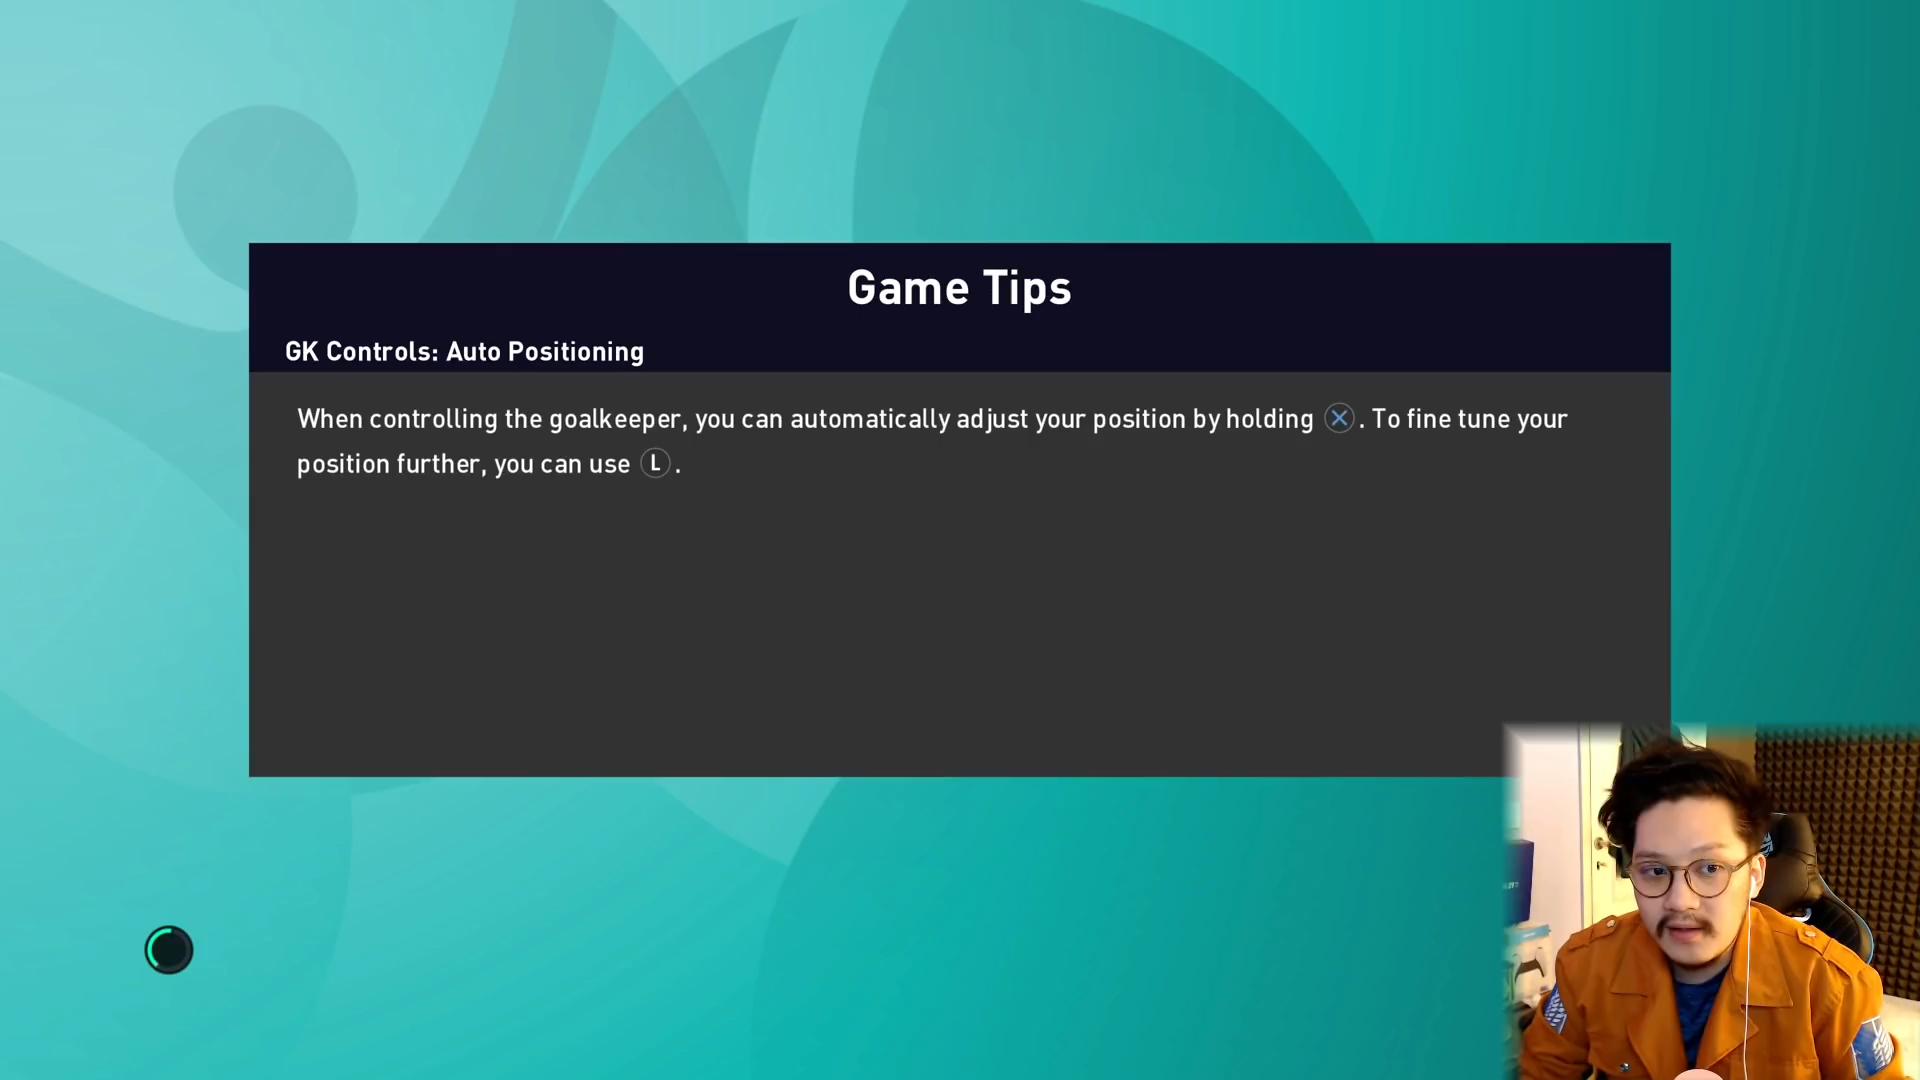 Game Tips
GK Controls: Auto Positioning
When controlling the goalkeeper, you can automatically adjust your position by holding Ⓧ. To fine tune your
position further, you can use Ⓛ.